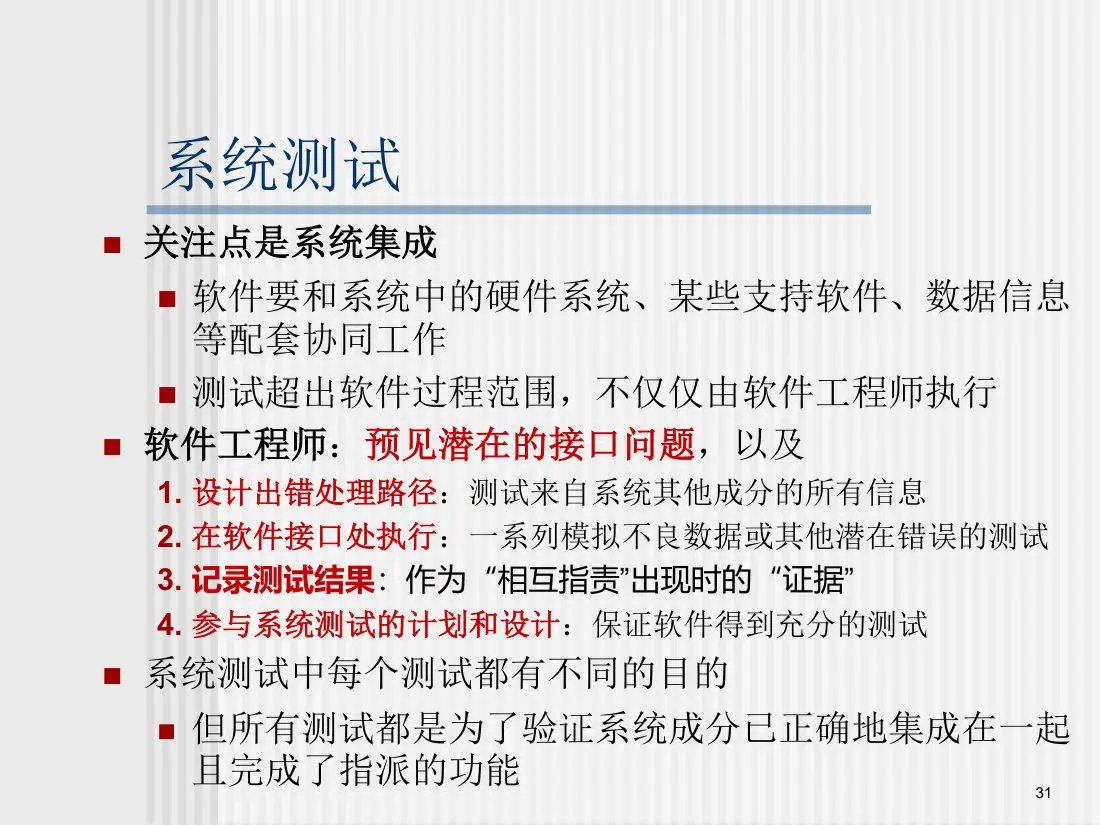 系统测试
关注点是系统集成
软件要和系统中的硬件系统、某些支持软件、数据信息
等配套协同工作
测试超出软件过程范围，不仅仅由软件工程师执行
软件工程师：预见潜在的接口问题，以及
1. 设计出错处理路径：测试来自系统其他成分的所有信息
2. 在软件接口处执行：一系列模拟不良数据或其他潜在错误的测试
3. 记录测试结果：作为“相互指责”出现时的“证据”
4. 参与系统测试的计划和设计：保证软件得到充分的测试
系统测试中每个测试都有不同的目的
但所有测试都是为了验证系统成分已正确地集成在一起
且完成了指派的功能
31